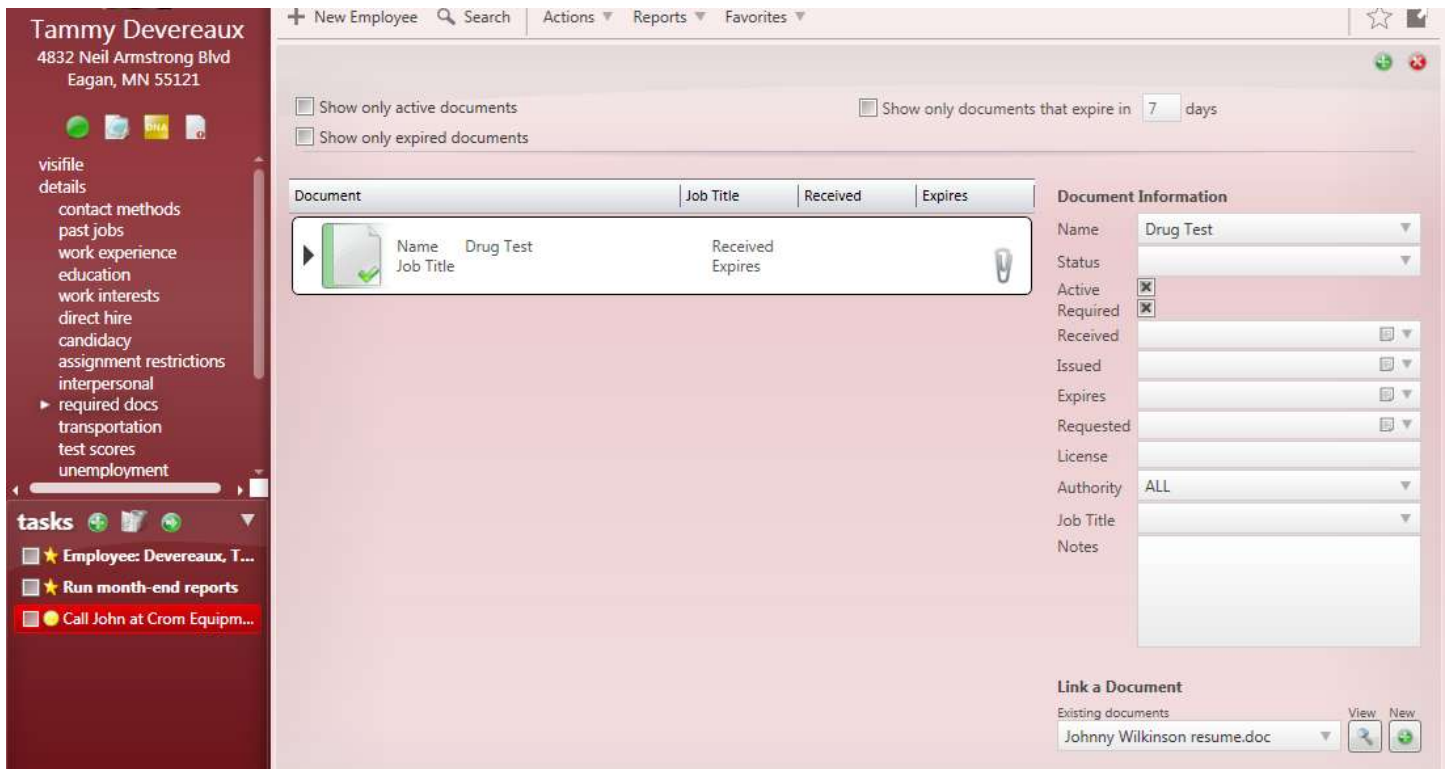 Tammy Devereaux
4832 Neil Armstrong Blvd
Eagan, MN 55121
DNA
visifile
details
contact methods
past jobs
work experience
education
work interests
direct hire
candidacy
assignment restrictions
interpersonal
required docs
transportation
test scores
unemployment
tasks
Employee: Devereaux, T...
Run month-end reports
Call John at Crom Equipm...
New Employee Search Actions Reports Favorites
Show only active documents
Show only expired documents
Show only documents that expire in 7 days
Document Job Title Received Expires
Name Drug Test Received
Job Title Expires
Document Information
Name Drug Test
Status
Active
Required
Received
Issued
Expires
Requested
License
Authority ALL
Job Title
Notes
Link a Document
Existing documents View New
Johnny Wilkinson resume.doc